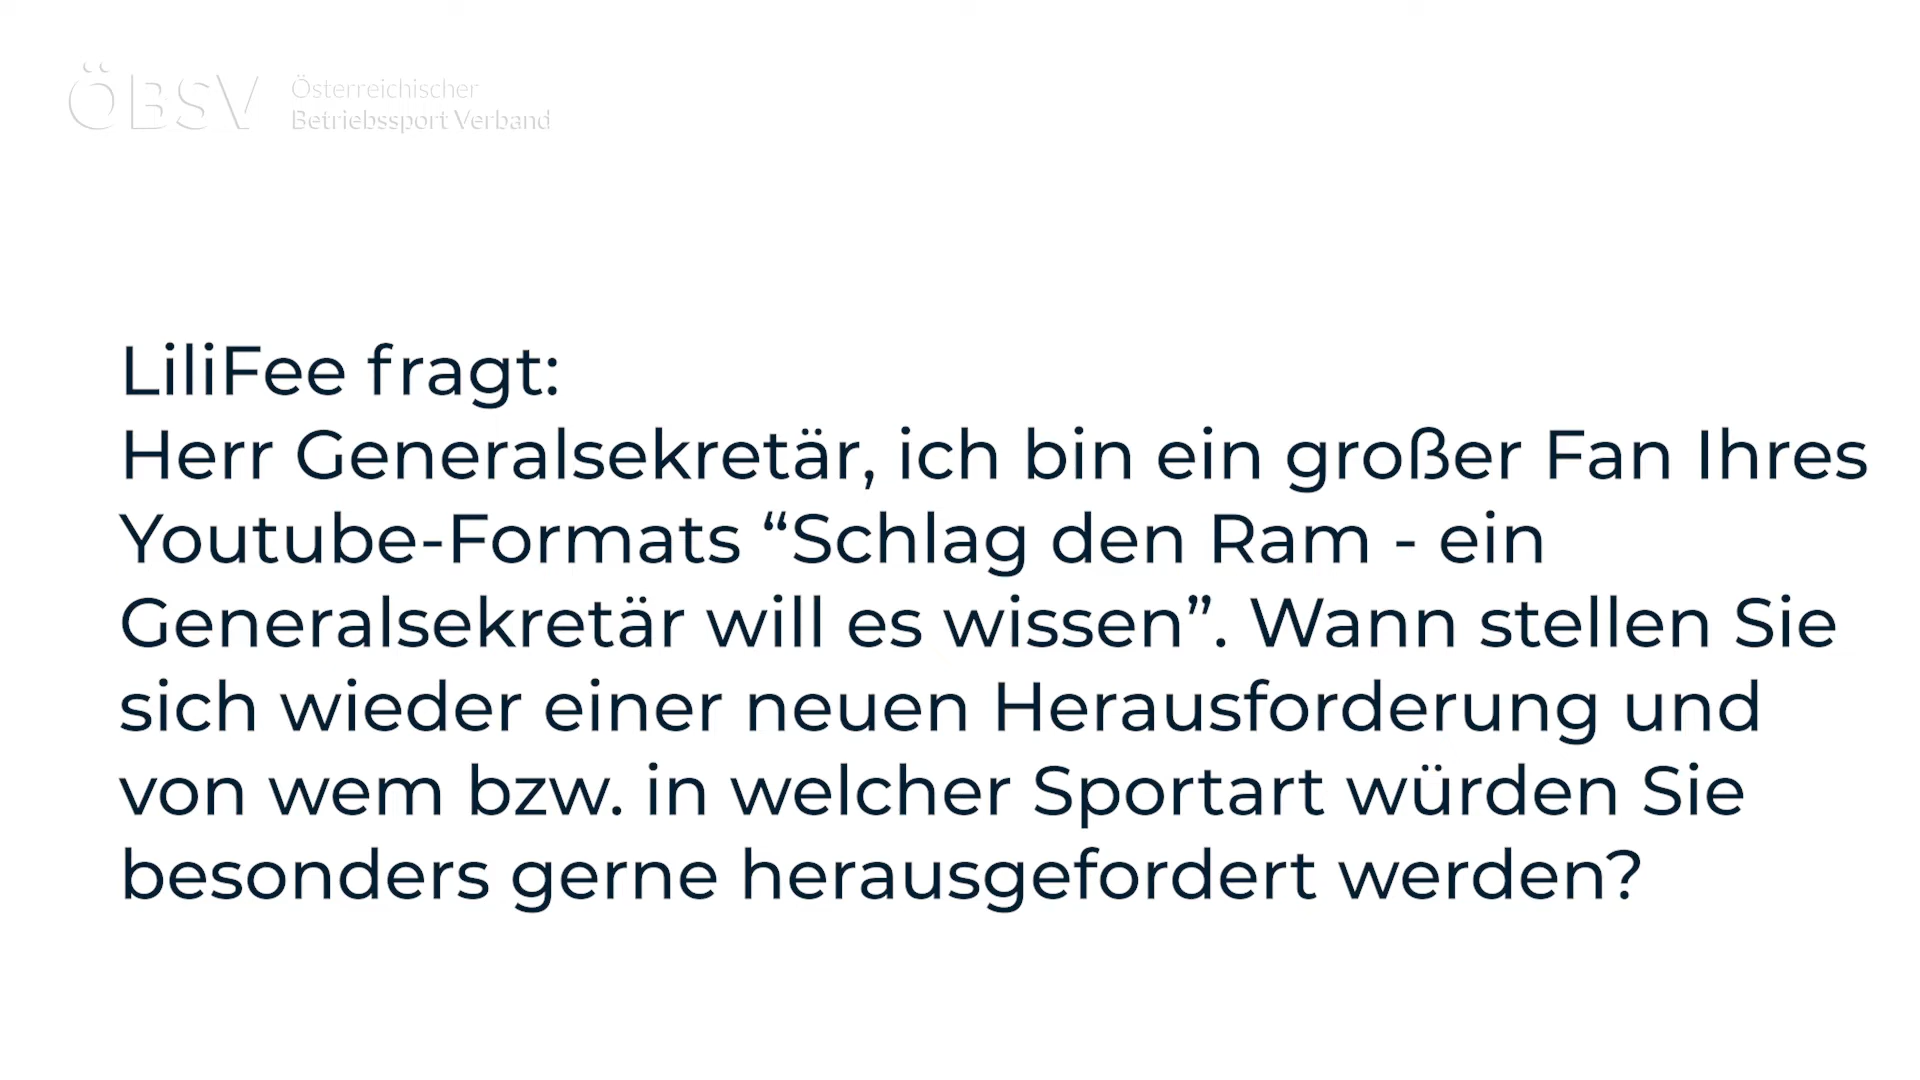 ÖBSV
Österreichischer
Betriebssport Verband
LiliFee fragt:
Herr Generalsekretär, ich bin ein großer Fan Ihres
Youtube-Formats “Schlag den Ram - ein
Generalsekretär will es wissen”. Wann stellen Sie
sich wieder einer neuen Herausforderung und
von wem bzw. in welcher Sportart würden Sie
besonders gerne herausgefordert werden?